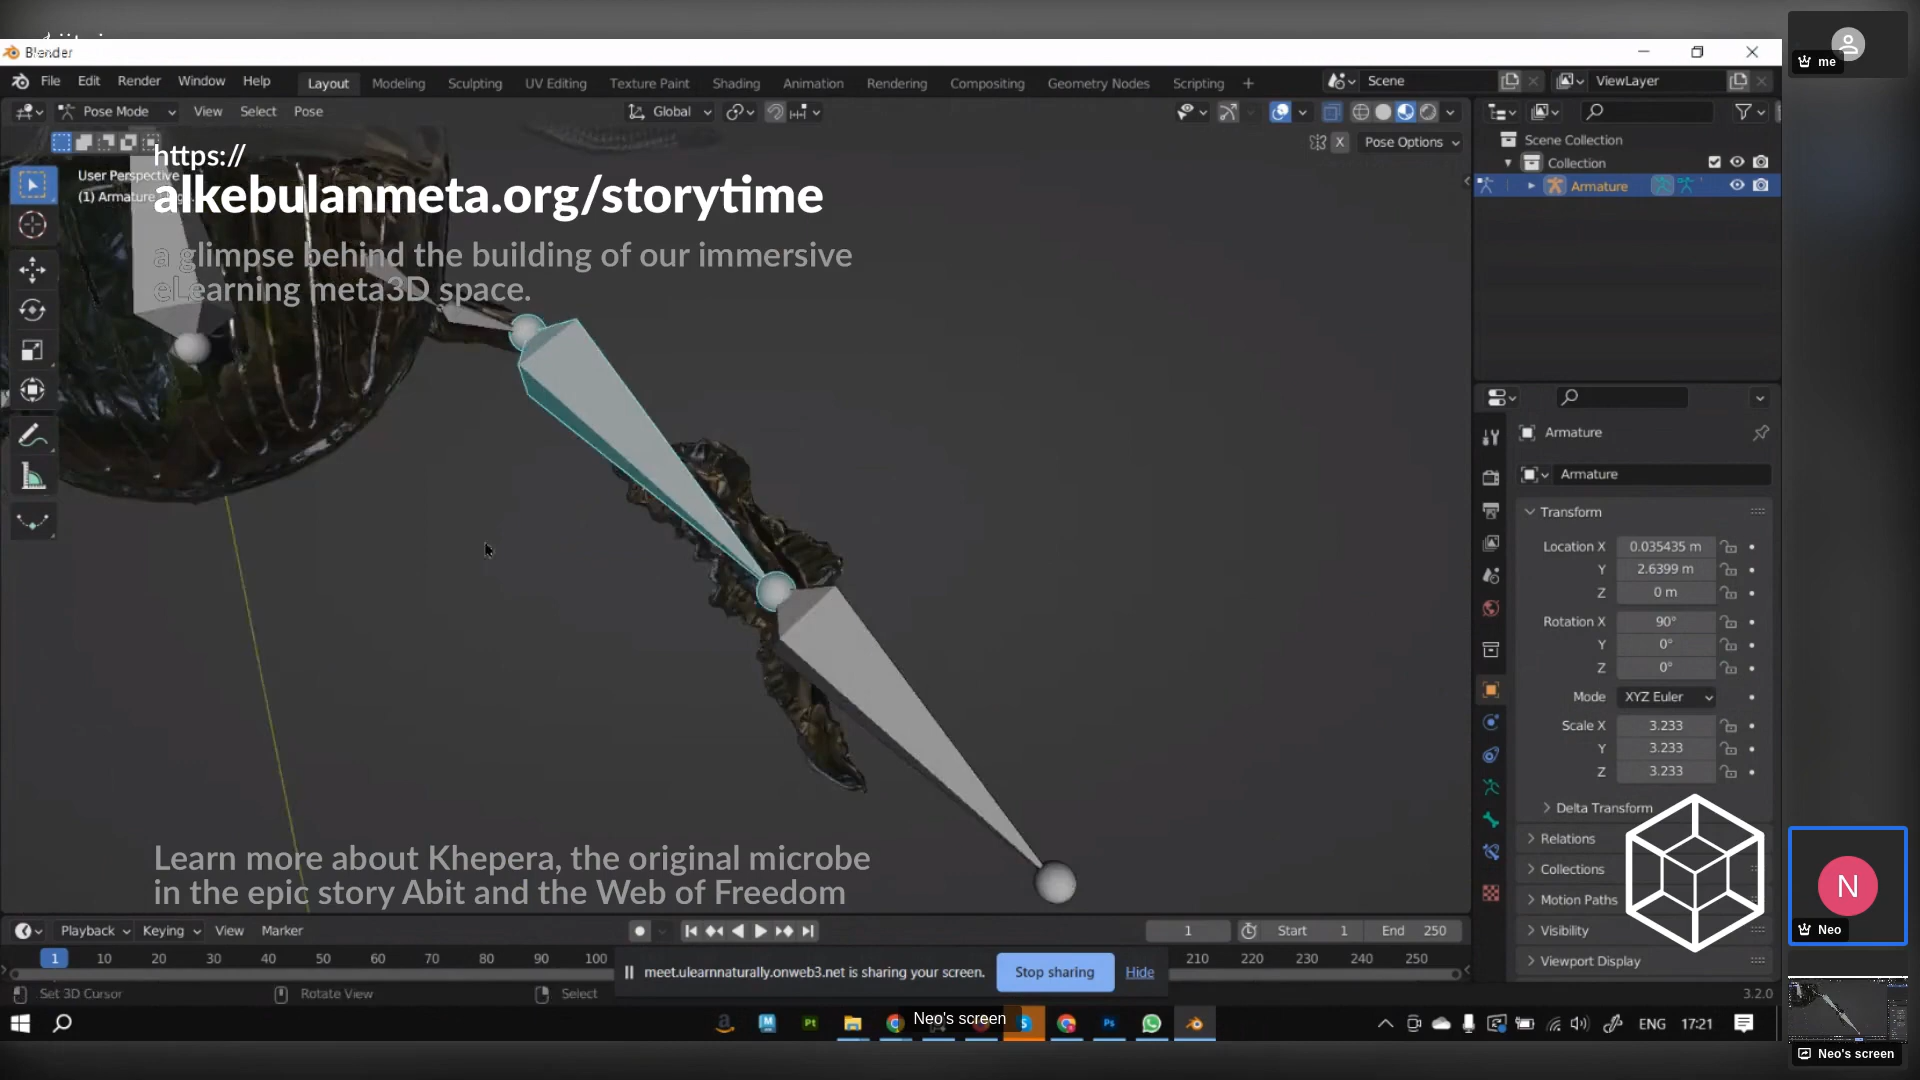 Blender
File Edit Render Window Help
Layout Modeling Sculpting UV Editing Texture Paint Shading Animation Rendering Compositing Geometry Nodes Scripting +
Scene
ViewLayer
Pose Mode View Select Pose
Global
X Pose Options
User Perspective
(1) Armature
https://
alkebulanmeta.org/storytime
a glimpse behind the building of our immersive
eLearning meta3D space.
Learn more about Khepera, the original microbe
in the epic story Abit and the Web of Freedom
Scene Collection
Collection
Armature
Armature
Armature
Transform
Location X 0.035435 m
Y 2.6399 m
Z 0 m
Rotation X 90°
Y 0°
Z 0°
Mode XYZ Euler
Scale X 3.233
Y 3.233
Z 3.233
Delta Transform
Relations
Collections
Motion Paths
Visibility
Viewport Display
Playback Keying View Marker
1 Start 1 End 250
1 10 20 30 40 50 60 70 80 90 100 210 220 230 240 250
meet.ulearnnaturally.onweb3.net is sharing your screen. Stop sharing Hide
Set 3D Cursor Rotate View Select
3.2.0
Neo's screen
ENG 17:21
me
N
Neo
Neo's screen